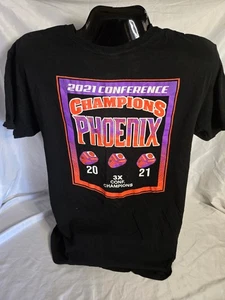 2021 CONFERENCE
CHAMPIONS
PHOENIX
20 21
3X
CONF.
CHAMPIONS